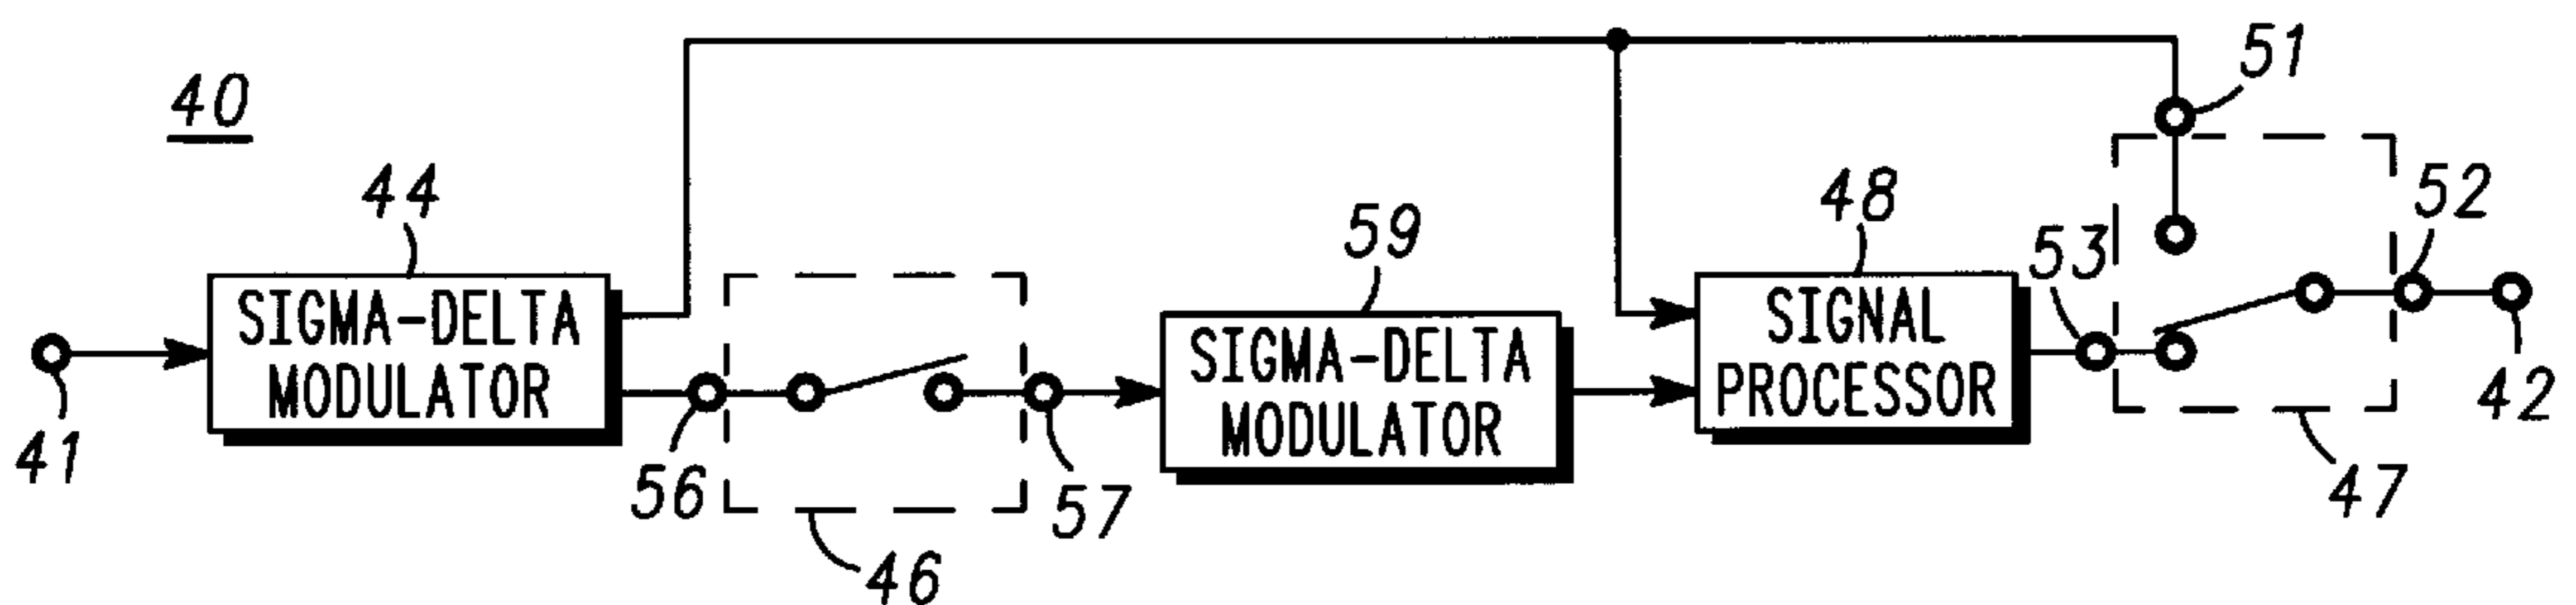 40
51
44
59
48
53
52
SIGMA-DELTA
MODULATOR
SIGMA-DELTA
MODULATOR
SIGNAL
PROCESSOR
41
56
57
42
46
47